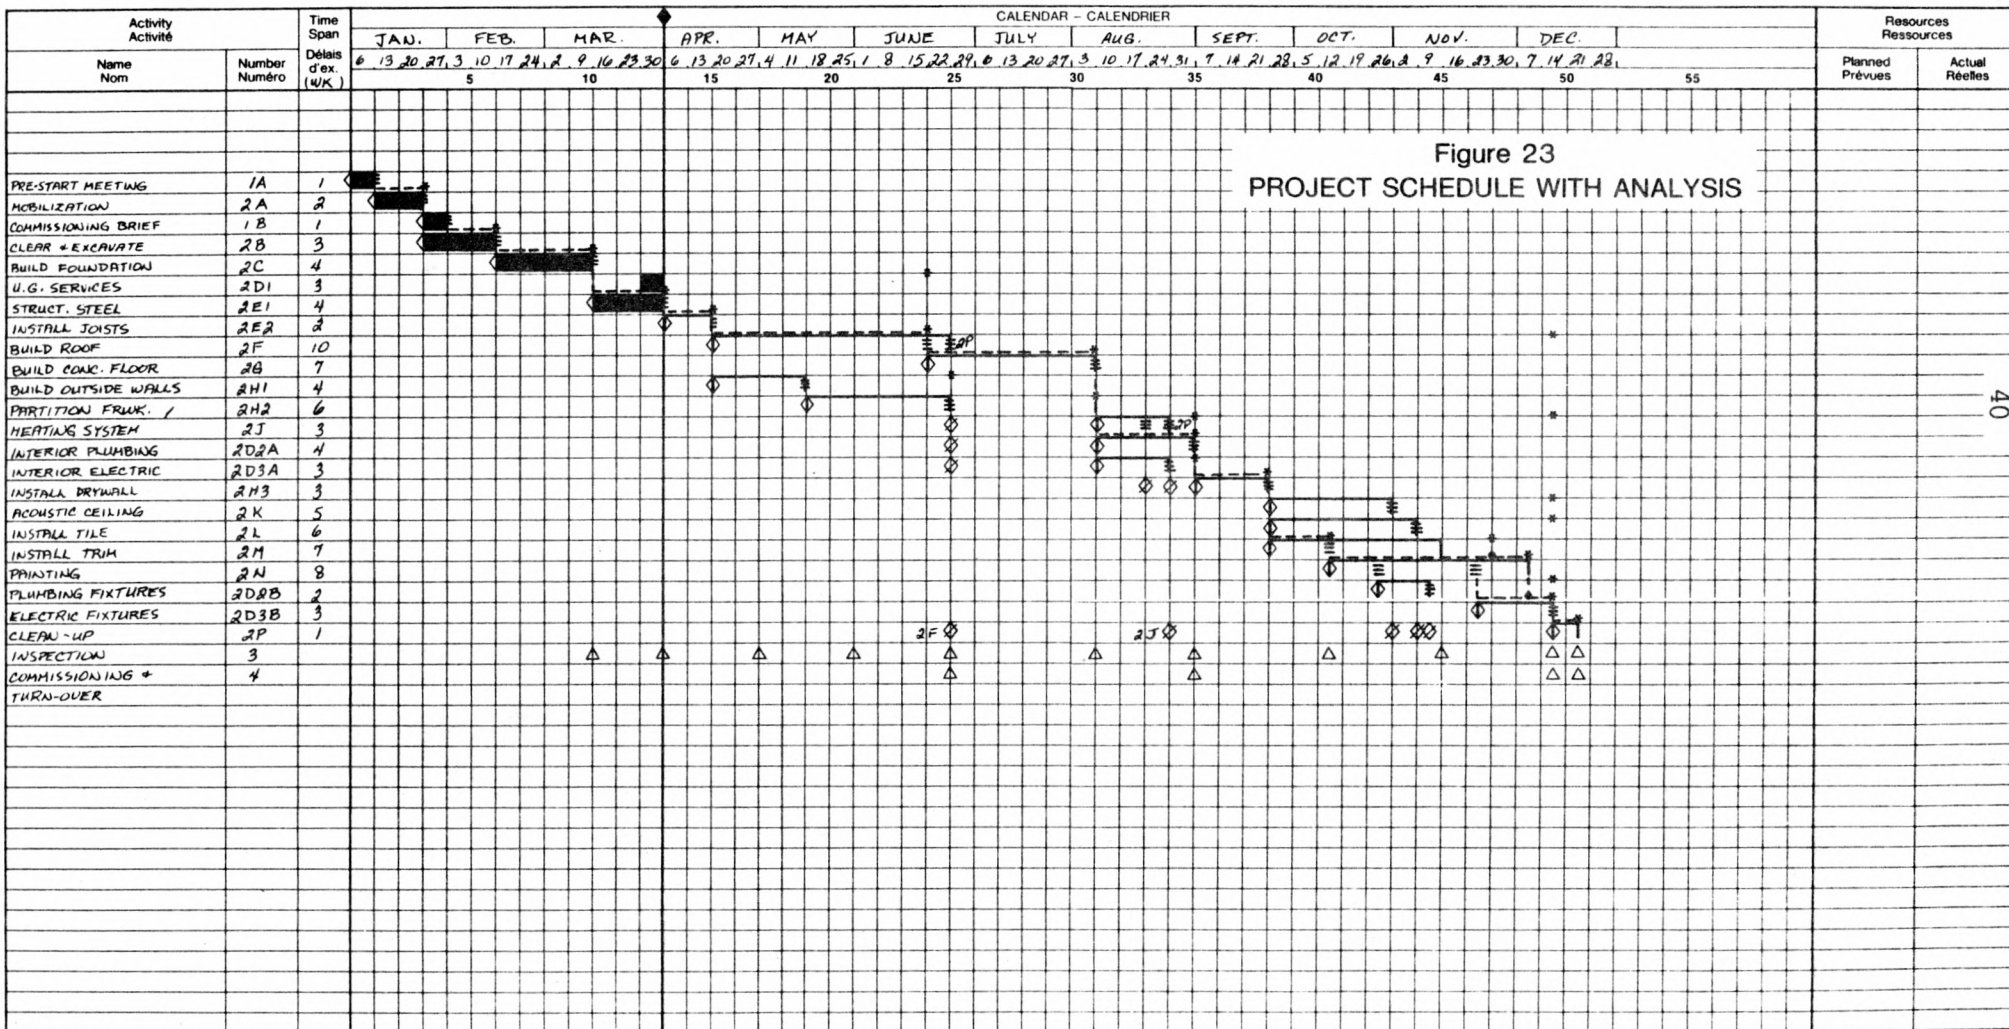 Activity
Activité
Time
Span
CALENDAR – CALENDRIER
Resources
Ressources
JAN. FEB. MAR. APR. MAY JUNE JULY AUG. SEPT. OCT. NOV. DEC.
Name
Nom
Number
Numéro
Délais
d'ex.
(WK)
6 13 20 27 3 10 17 24 2 9 16 23 30 6 13 20 27 4 11 18 25 1 8 15 22 29 6 13 20 27 3 10 17 24 31 7 14 21 28 5 12 19 26 2 9 16 23 30 7 14 21 28
Planned
Prévues
Actual
Réelles
5 10 15 20 25 30 35 40 45 50 55
Figure 23
PROJECT SCHEDULE WITH ANALYSIS
PRE-START MEETING 1A 1
MOBILIZATION 2A 2
COMMISSIONING BRIEF 1B 1
CLEAR & EXCAVATE 2B 3
BUILD FOUNDATION 2C 4
U.G. SERVICES 2D1 3
STRUCT. STEEL 2E1 4
INSTALL JOISTS 2E2 2
BUILD ROOF 2F 10 2P
BUILD CONC. FLOOR 2G 7
BUILD OUTSIDE WALLS 2H1 4
PARTITION FRWK. 2H2 6
HEATING SYSTEM 2J 3 2P
INTERIOR PLUMBING 2D2A 4
INTERIOR ELECTRIC 2D3A 3
INSTALL DRYWALL 2H3 3
ACOUSTIC CEILING 2K 5
INSTALL TILE 2L 6
INSTALL TRIM 2M 7
PAINTING 2N 8
PLUMBING FIXTURES 2D2B 2
ELECTRIC FIXTURES 2D3B 3
CLEAN-UP 2P 1 2F 2J
INSPECTION 3
COMMISSIONING & 4
TURN-OVER
40